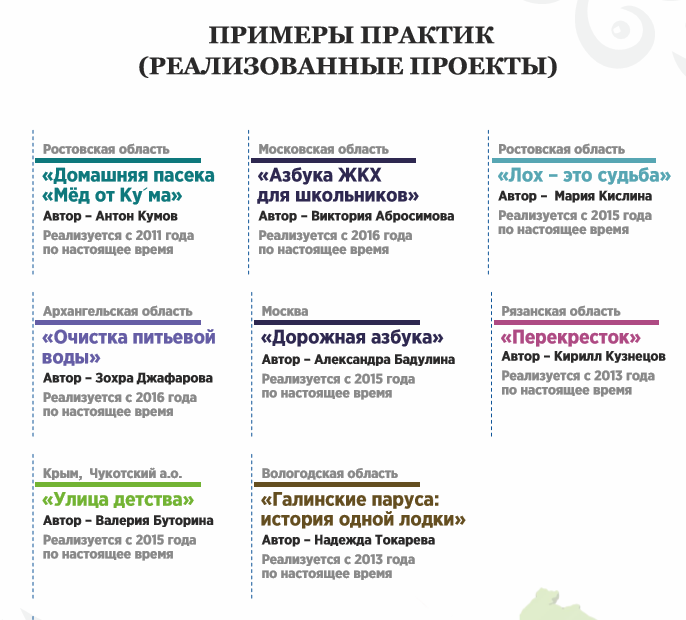 ПРИМЕРЫ ПРАКТИК
(РЕАЛИЗОВАННЫЕ ПРОЕКТЫ)
Ростовская область
«Домашняя пасека
«Мёд от Ку´ма»
Автор – Антон Кумов
Реализуется с 2011 года
по настоящее время
Московская область
«Азбука ЖКХ
для школьников»
Автор – Виктория Абросимова
Реализуется с 2016 года
по настоящее время
Ростовская область
«Лох – это судьба»
Автор – Мария Кислина
Реализуется с 2015 года
по настоящее время
Архангельская область
«Очистка питьевой
воды»
Автор – Зохра Джафарова
Реализуется с 2016 года
по настоящее время
Москва
«Дорожная азбука»
Автор – Александра Бадулина
Реализуется с 2015 года
по настоящее время
Рязанская область
«Перекресток»
Автор – Кирилл Кузнецов
Реализуется с 2013 года
по настоящее время
Крым, Чукотский а.о.
«Улица детства»
Автор – Валерия Буторина
Реализуется с 2015 года
по настоящее время
Вологодская область
«Галинские паруса:
история одной лодки»
Автор – Надежда Токарева
Реализуется с 2013 года
по настоящее время